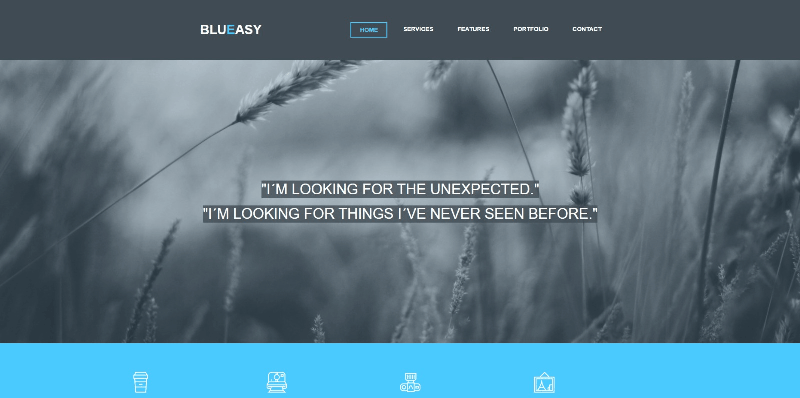 BLUEASY
HOME SERVICES FEATURES PORTFOLIO CONTACT
"I´M LOOKING FOR THE UNEXPECTED."
"I´M LOOKING FOR THINGS I´VE NEVER SEEN BEFORE."